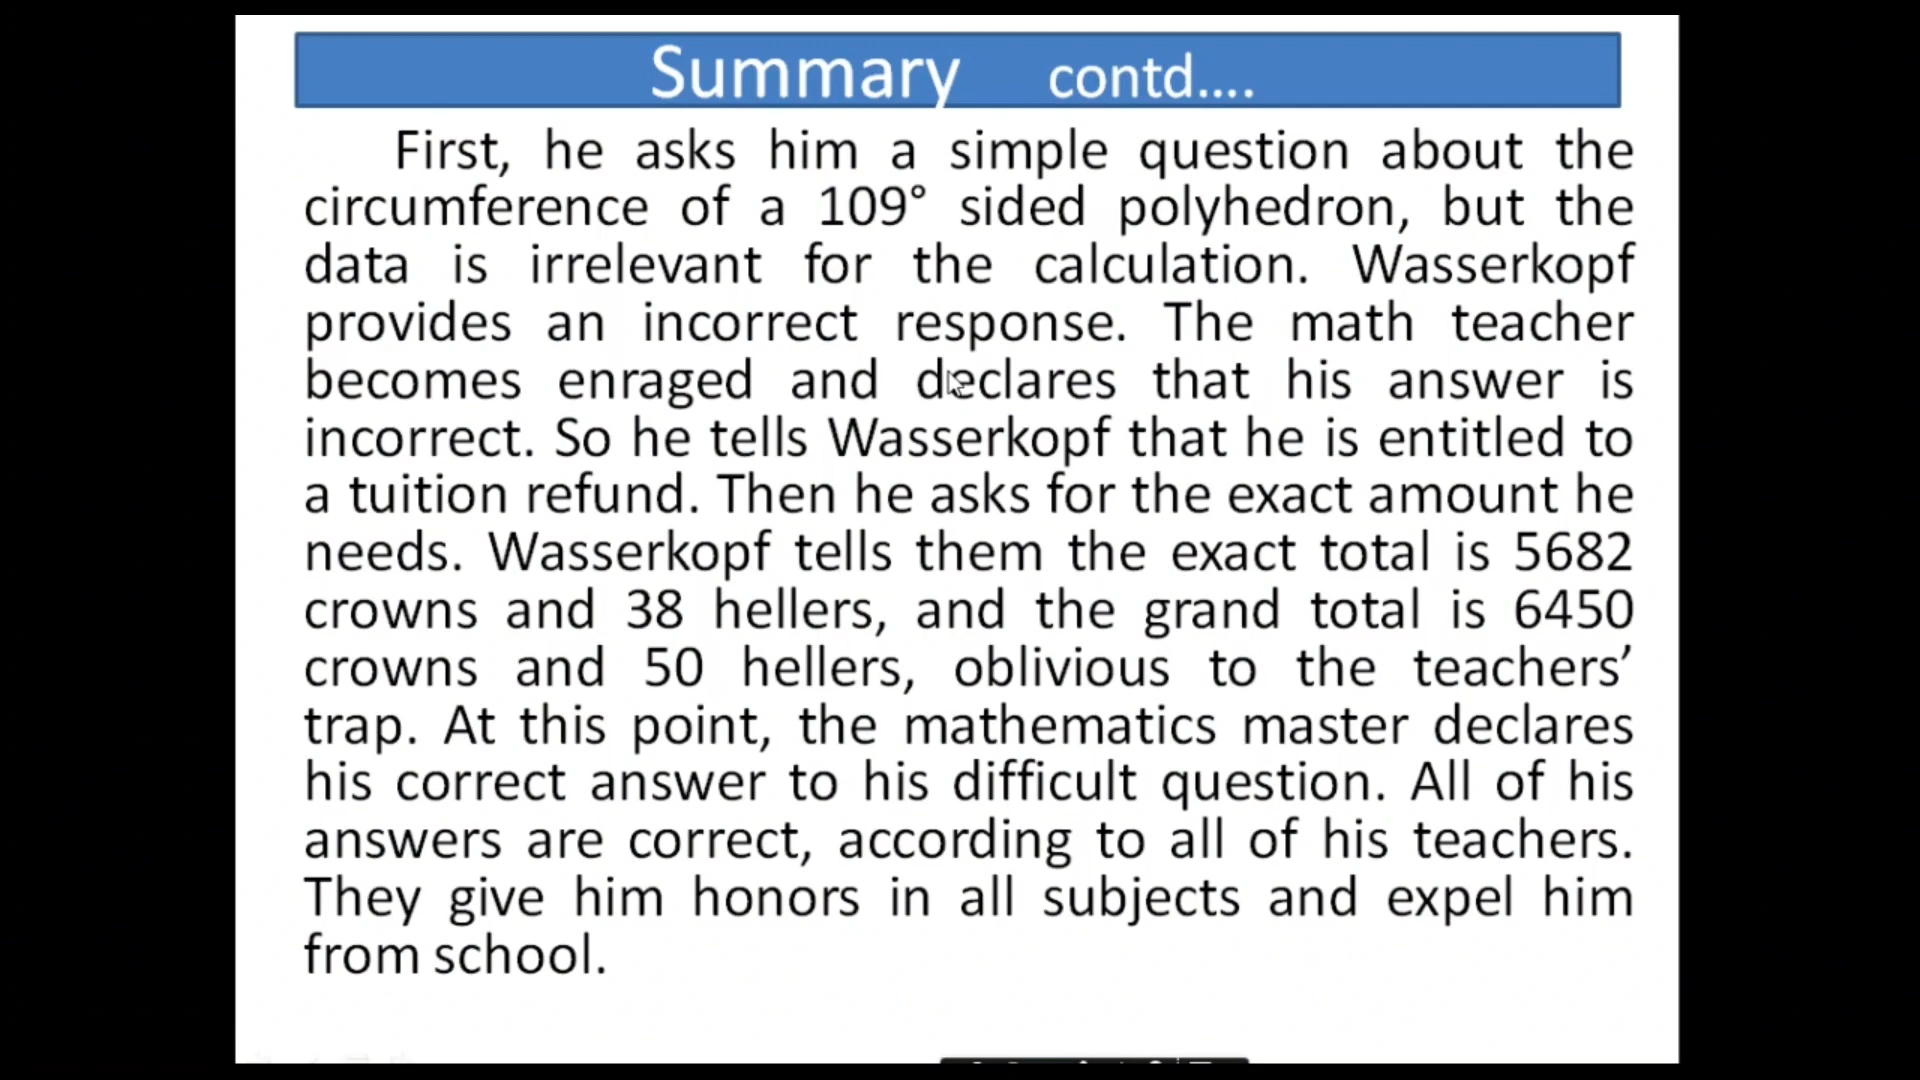 Summary contd....
First, he asks him a simple question about the
circumference of a 109° sided polyhedron, but the
data is irrelevant for the calculation. Wasserkopf
provides an incorrect response. The math teacher
becomes enraged and declares that his answer is
incorrect. So he tells Wasserkopf that he is entitled to
a tuition refund. Then he asks for the exact amount he
needs. Wasserkopf tells them the exact total is 5682
crowns and 38 hellers, and the grand total is 6450
crowns and 50 hellers, oblivious to the teachers’
trap. At this point, the mathematics master declares
his correct answer to his difficult question. All of his
answers are correct, according to all of his teachers.
They give him honors in all subjects and expel him
from school.